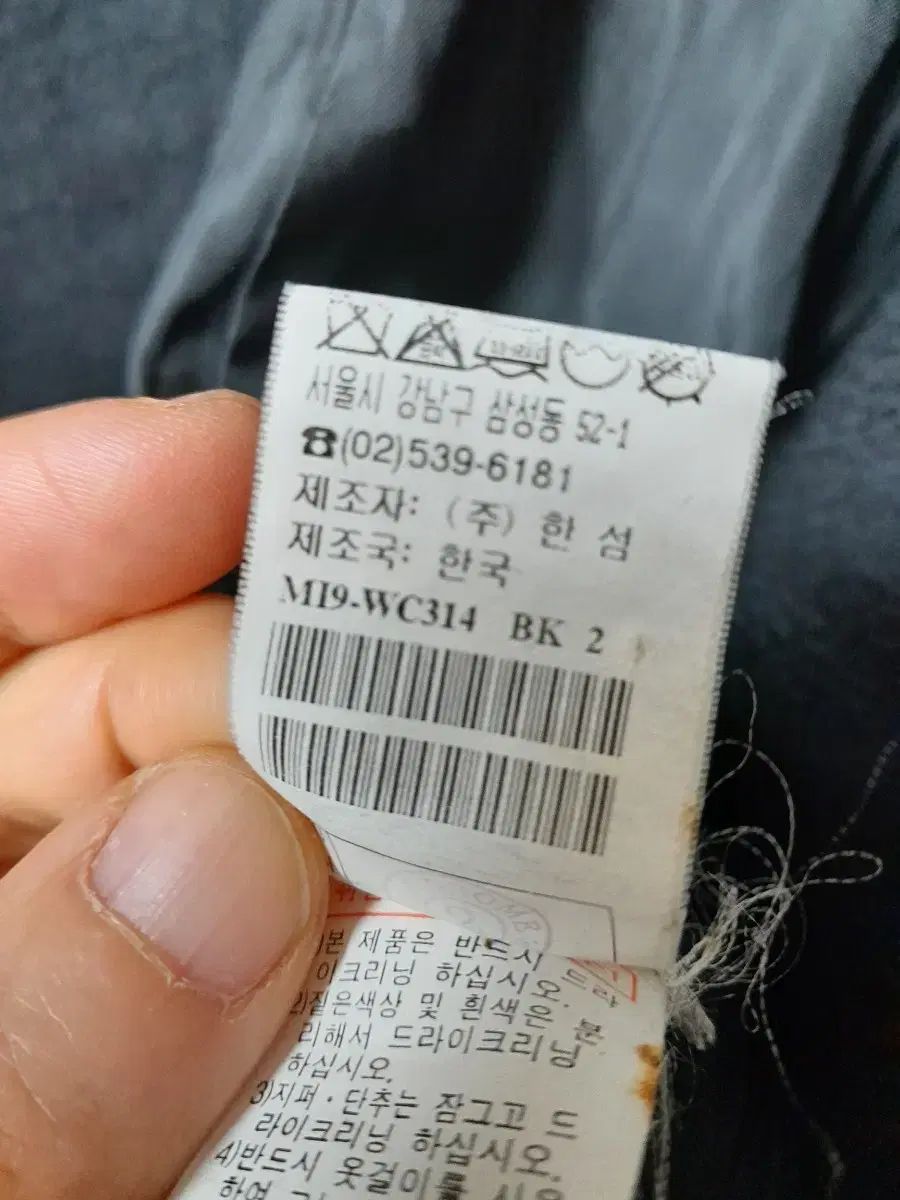 서울시 강남구 삼성동 52-1
☎(02)539-6181
제조자: (주) 한 섬
제조국: 한국
MI9-WC314 BK 2
본 제품은 반드시
이크리닝 하십시오.
2)짙은색상 및 흰색은
리해서 드라이크리닝
하십시오.
3)지퍼·단추는 잠그고 드
라이크리닝 하십시오.
4)반드시 옷걸이를
하여